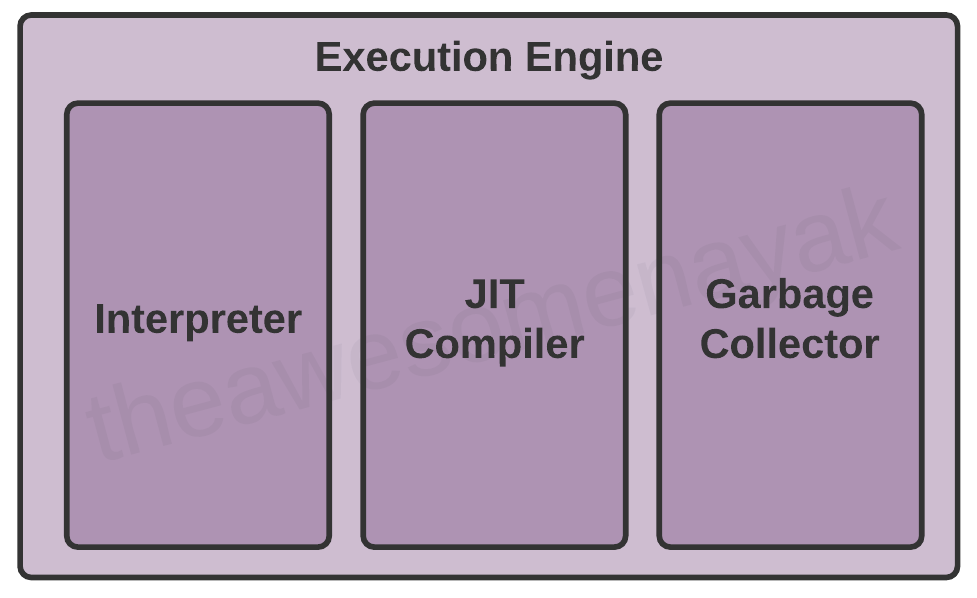 Execution Engine
Interpreter
JIT
Compiler
Garbage
Collector
theawesomenayak